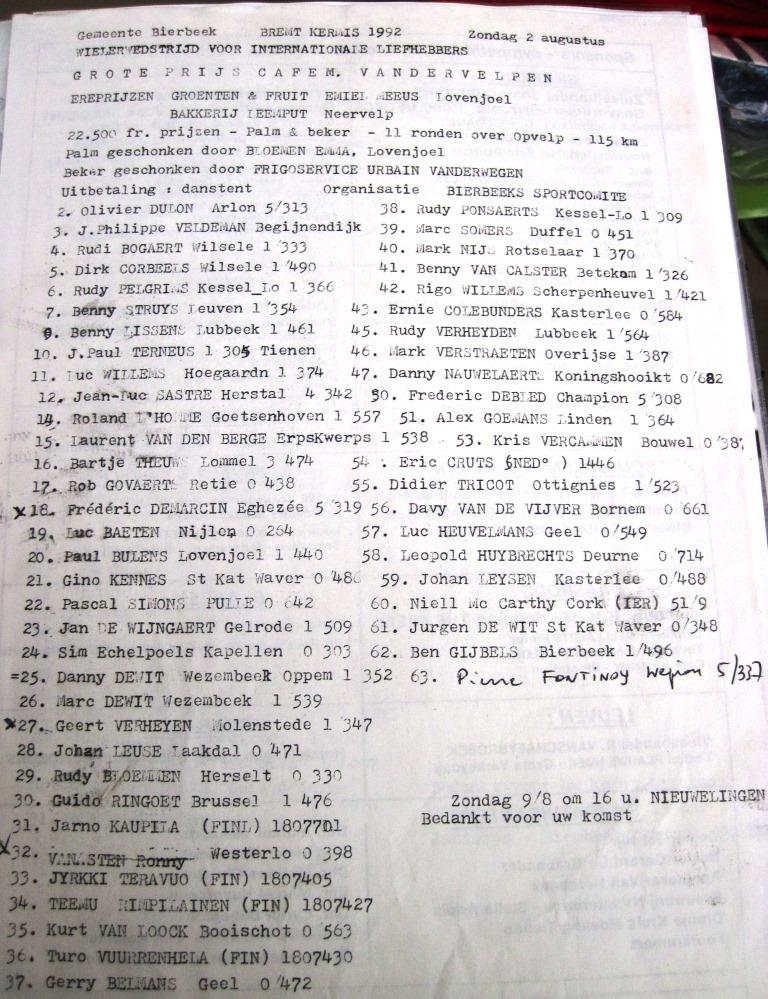 Gemeente Bierbeek BREMT KERMIS 1992 Zondag 2 augustus
WIELERWEDSTRIJD VOOR INTERNATIONALE LIEFHEBBERS
GROTE PRIJS CAFEM. VANDERVELPEN
EREPRIJZEN GROENTEN & FRUIT EMIEL MEEUS Lovenjoel
BAKKERIJ LEEMPUT Neervelp
22.500 fr. prijzen - Palm & beker - 11 ronden over Opvelp - 115 km
Palm geschonken door BLOEMEN EMMA, Lovenjoel
Beker geschonken door FRIGOSERVICE URBAIN VANDERWEGEN
Uitbetaling : danstent Organisatie BIERBEEKS SPORTCOMITE
2. Olivier DULON Arlon 5/313
3. J.Philippe VELDEMAN Begijnendijk
4. Rudi BOGAERT Wilsele 1 333
5. Dirk CORBEELS Wilsele 1 '490
6. Rudy PELGRIMS Kessel_Lo 1 366
7. Benny STRUYS Leuven 1 '354
9. Benny LISSENS Lubbeek 1 461
10. J.Paul TERNEUS 1 305 Tienen
11. Luc WILLEMS Hoegaardn 1 374
12. Jean-Luc SASTRE Herstal 4 342
14. Roland L'HOMME Goetsenhoven 1 557
15. Laurent VAN DEN BERGE ErpsKwerps 1 538
16. Bartje THEUWS Lommel 3 474
17. Rob GOVAERTS Retie 0 438
x18. Frédéric DEMARCIN Eghezée 5 319
19. Luc BAETEN Nijlen 0 264
20. Paul BULENS Lovenjoel 1 440
21. Gino KENNES St Kat Waver 0 '486
22. Pascal SIMONS PULLE 0 642
23. Jan DE WIJNGAERT Gelrode 1 509
24. Sim Echelpoels Kapellen 0 303
=25. Danny DEWIT Wezembeek Oppem 1 352
26. Marc DEWIT Wezembeek 1 539
x27. Geert VERHEYEN Molenstede 1 '347
28. Johan LEUSE Laakdal 0 '471
29. Rudy BLOEMMEN Herselt 0 330
30. Guido RINGOET Brussel 1 476
31. Jarno KAUPILA (FINL) 1807701
x32. VANASTEN Ronny Westerlo 0 398
33. JYRKKI TERAVUO (FIN) 1807405
34. TEEMU RIMPILAINEN (FIN) 1807427
35. Kurt VAN LOOCK Booischot 0 '563
36. Turo VUURRENHELA (FIN) 1807430
37. Gerry BELMANS Geel 0 '472
38. Rudy PONSAERTS Kessel-Lo 1 '309
39. Marc SOMERS Duffel 0 451
40. Mark NIJS Rotselaar 1 '370
41. Benny VAN CALSTER Betekom 1 '326
42. Rigo WILLEMS Scherpenheuvel 1/421
43. Ernie COLEBUNDERS Kasterlee 0 '584
45. Rudy VERHEYDEN Lubbeek 1 '564
46. Mark VERSTRAETEN Overijse 1 '387
47. Danny NAUWELAERTS Koningshooikt 0 '682
50. Frederic DEBLED Champion 5 '308
51. Alex GOEMANS Linden 1 '364
53. Kris VERCAMMEN Bouwel 0 '387
54. Eric CRUTS (NED° ) 1446
55. Didier TRICOT Ottignies 1 '523
56. Davy VAN DE VIJVER Bornem 0 '661
57. Luc HEUVELMANS Geel 0/549
58. Leopold HUYBRECHTS Deurne 0 '714
59. Johan LEYSEN Kasterlee 0/488
60. Niell Mc Carthy Cork (IER) 51 '9
61. Jurgen DE WIT St Kat Waver 0/348
62. Ben GIJBELS Bierbeek 1/496
63. Pierre FONTINOY Wepion 5/337
Zondag 9/8 om 16 u. NIEUWELINGEN
Bedankt voor uw komst